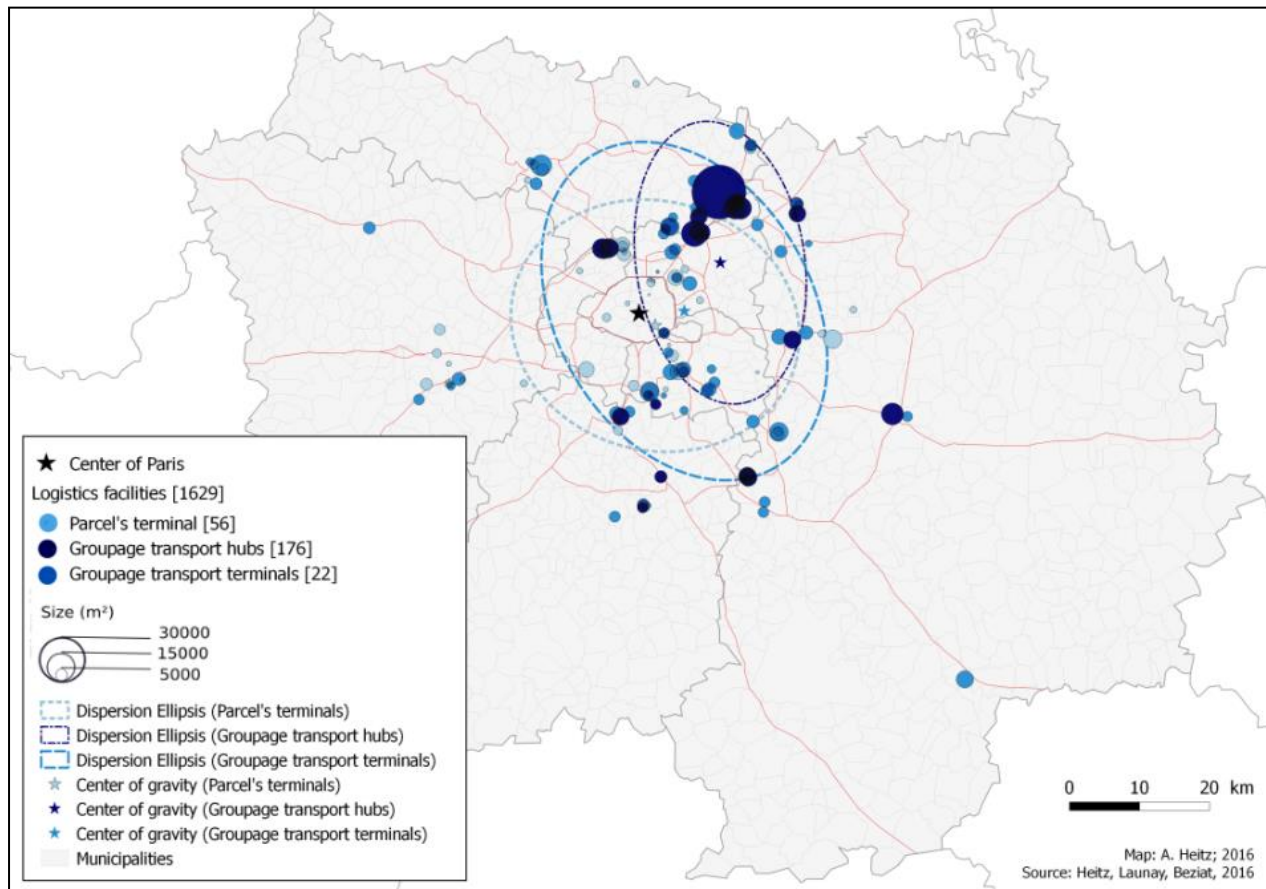 Center of Paris
Logistics facilities [1629]
Parcel's terminal [56]
Groupage transport hubs [176]
Groupage transport terminals [22]
Size (m²)
30000
15000
5000
Dispersion Ellipsis (Parcel's terminals)
Dispersion Ellipsis (Groupage transport hubs)
Dispersion Ellipsis (Groupage transport terminals)
Center of gravity (Parcel's terminals)
Center of gravity (Groupage transport hubs)
Center of gravity (Groupage transport terminals)
Municipalities
0 10 20 km
Map: A. Heitz; 2016
Source: Heitz, Launay, Beziat, 2016